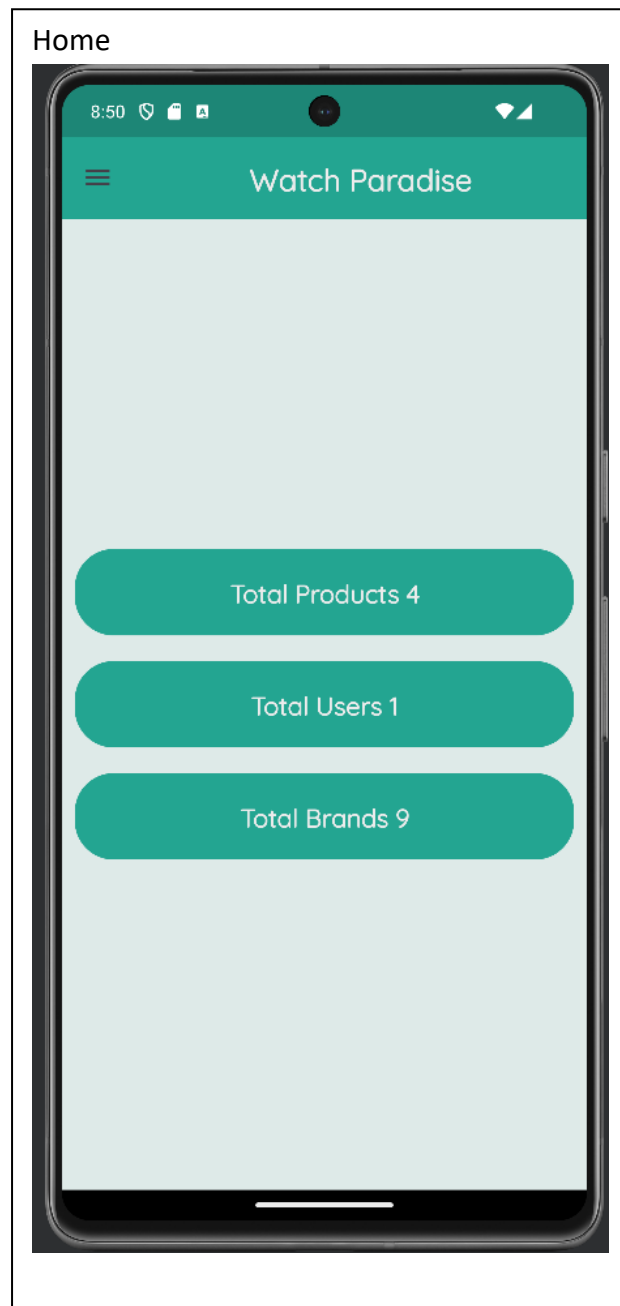 Home
8:50
Watch Paradise
Total Products 4
Total Users 1
Total Brands 9